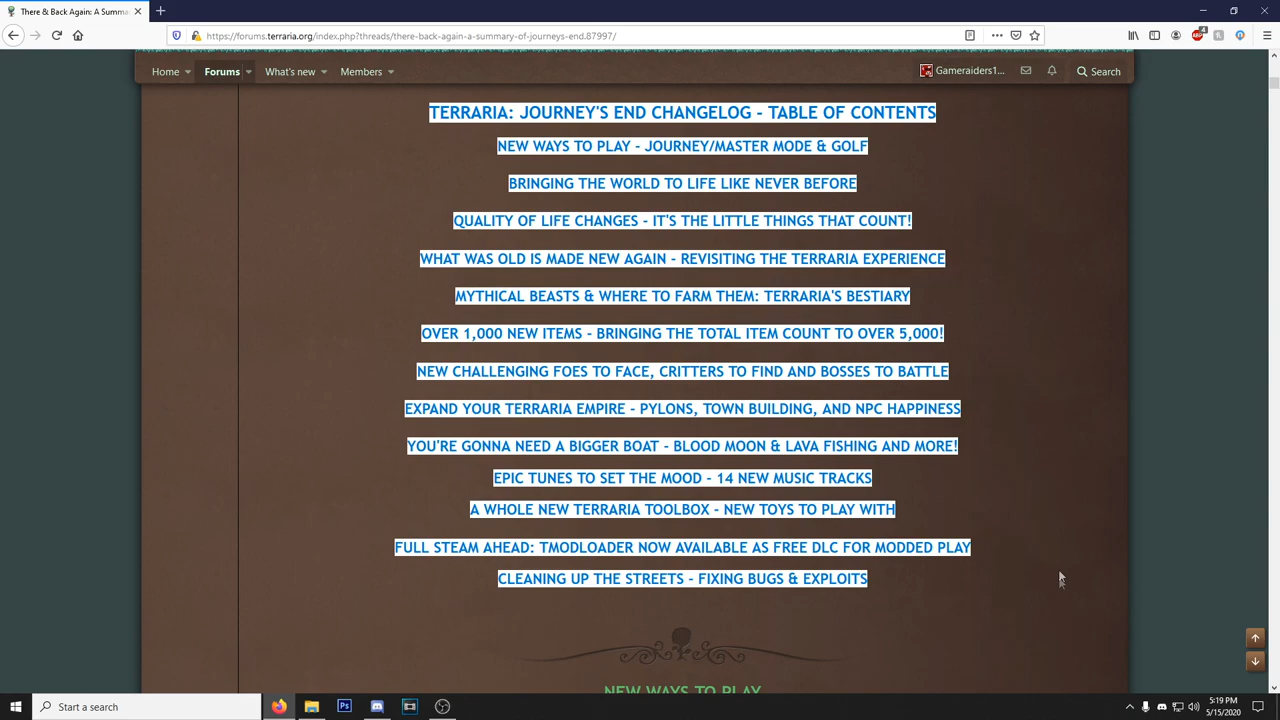 There & Back Again: A Summa
https://forums.terraria.org/index.php?threads/there-back-again-a-summary-of-journeys-end.87997/
Home
Forums
What's new
Members
Gameraiders1...
Search
TERRARIA: JOURNEY'S END CHANGELOG - TABLE OF CONTENTS
NEW WAYS TO PLAY - JOURNEY/MASTER MODE & GOLF
BRINGING THE WORLD TO LIFE LIKE NEVER BEFORE
QUALITY OF LIFE CHANGES - IT'S THE LITTLE THINGS THAT COUNT!
WHAT WAS OLD IS MADE NEW AGAIN - REVISITING THE TERRARIA EXPERIENCE
MYTHICAL BEASTS & WHERE TO FARM THEM: TERRARIA'S BESTIARY
OVER 1,000 NEW ITEMS - BRINGING THE TOTAL ITEM COUNT TO OVER 5,000!
NEW CHALLENGING FOES TO FACE, CRITTERS TO FIND AND BOSSES TO BATTLE
EXPAND YOUR TERRARIA EMPIRE - PYLONS, TOWN BUILDING, AND NPC HAPPINESS
YOU'RE GONNA NEED A BIGGER BOAT - BLOOD MOON & LAVA FISHING AND MORE!
EPIC TUNES TO SET THE MOOD - 14 NEW MUSIC TRACKS
A WHOLE NEW TERRARIA TOOLBOX - NEW TOYS TO PLAY WITH
FULL STEAM AHEAD: TMODLOADER NOW AVAILABLE AS FREE DLC FOR MODDED PLAY
CLEANING UP THE STREETS - FIXING BUGS & EXPLOITS
NEW WAYS TO PLAY
Start a search
Ps
5:19 PM
5/15/2020